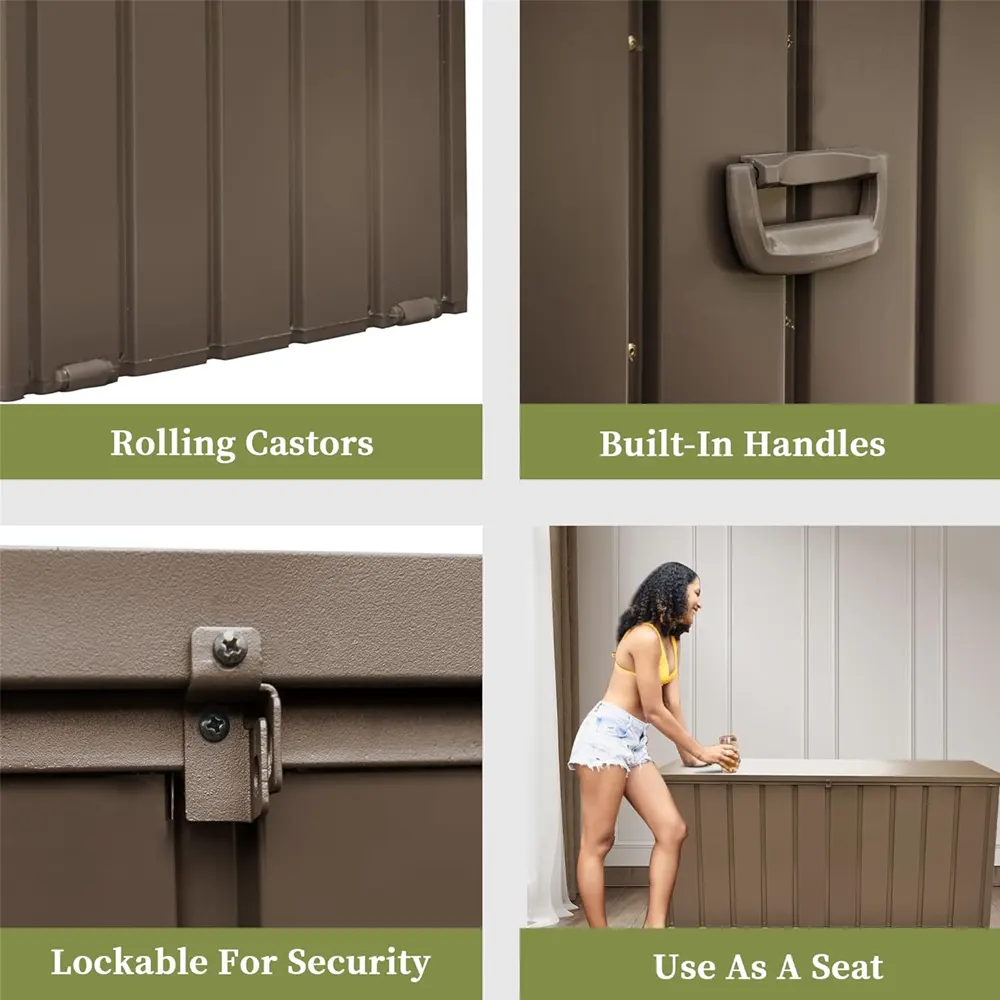 Rolling Castors
Built-In Handles
Lockable For Security
Use As A Seat